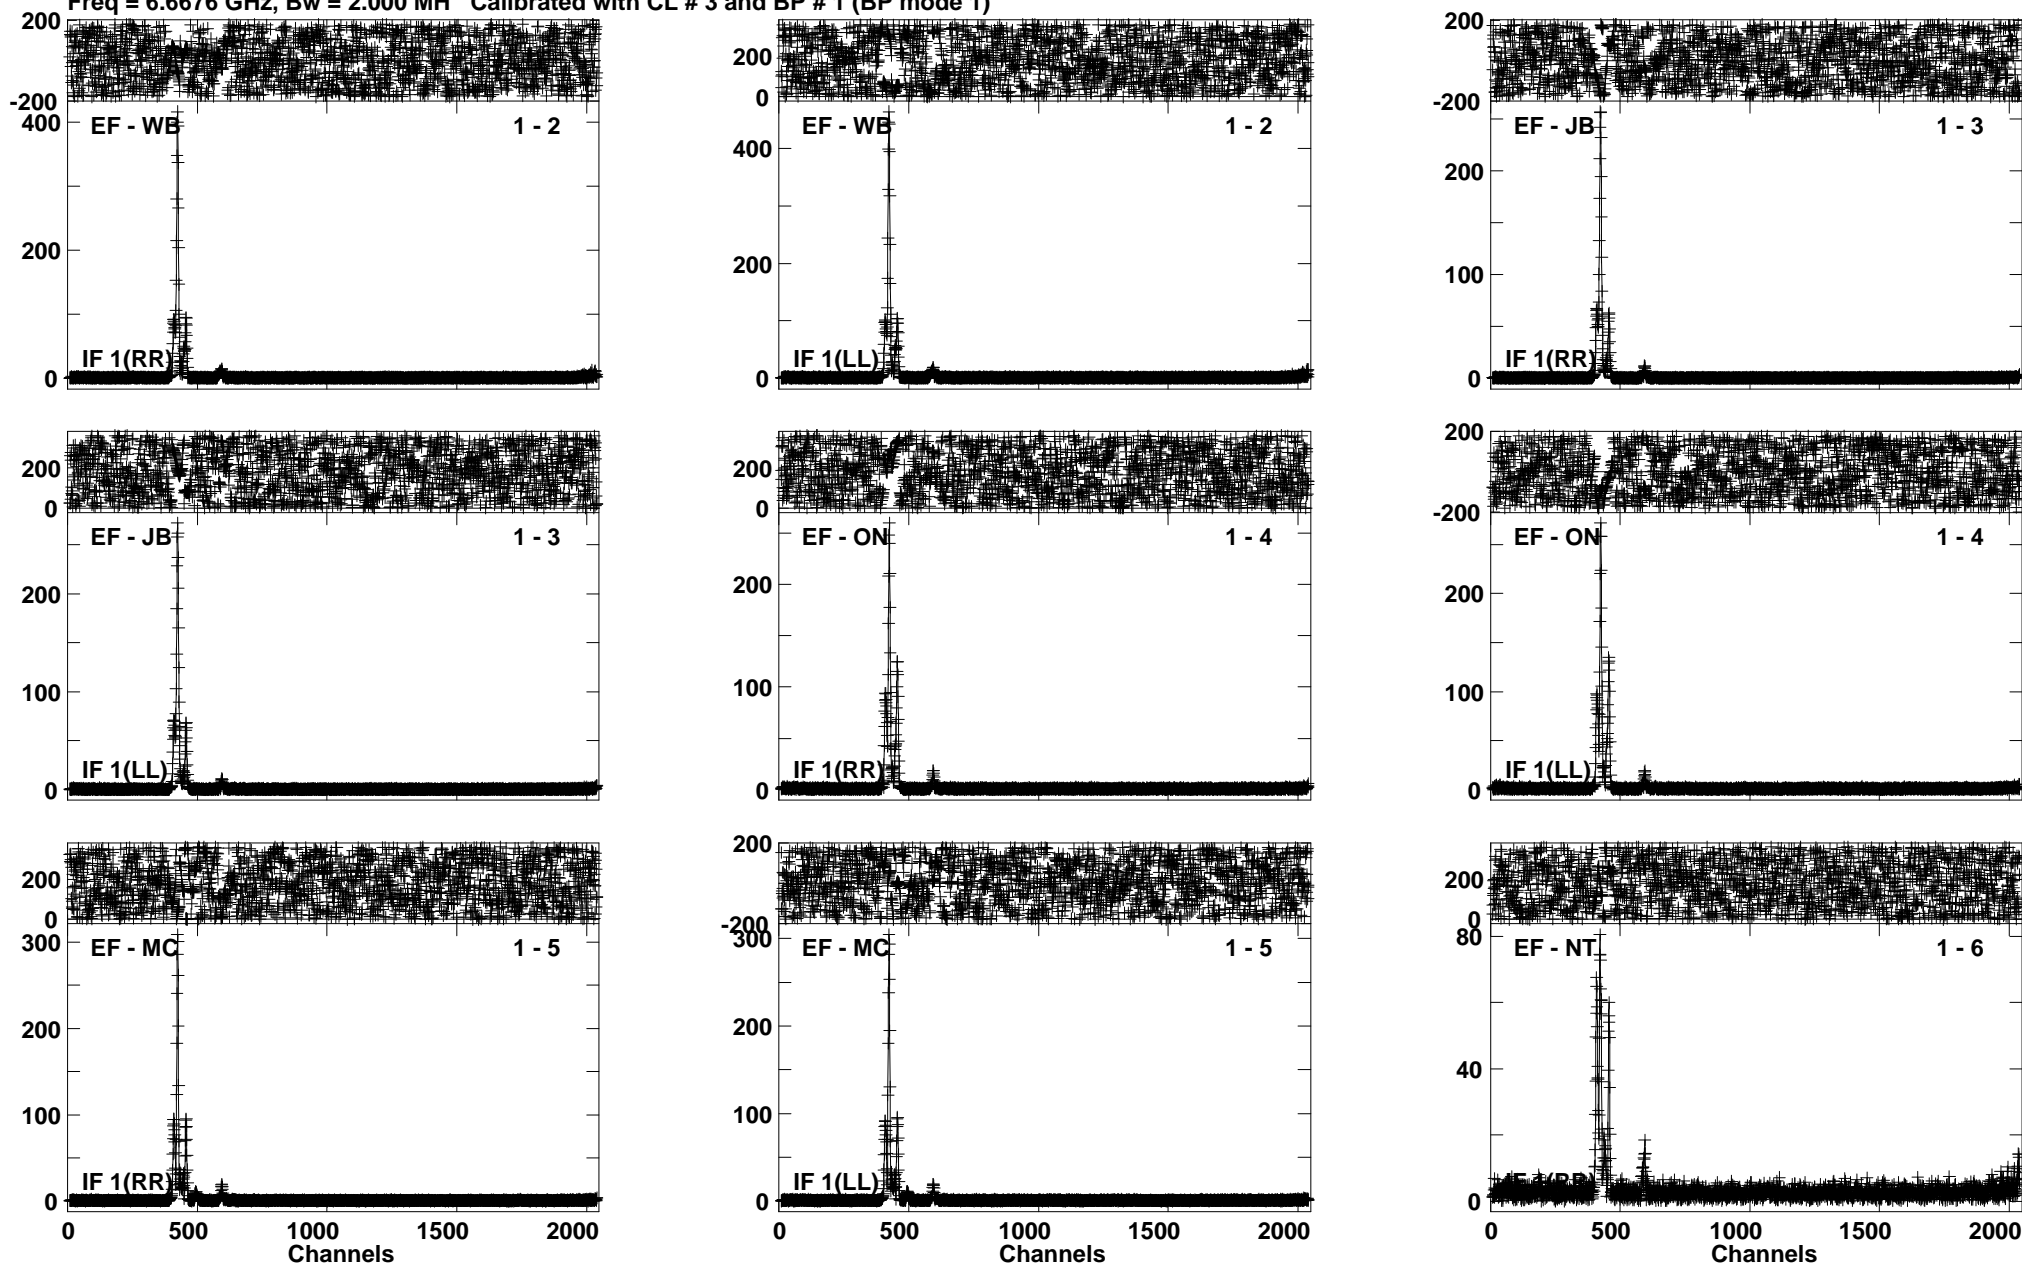 Freq = 6.6676 GHz, Bw = 2.000 MH Calibrated with CL # 3 and BP # 1 (BP mode 1)
200
-200
400
200
0
EF - WB
1 - 2
IF 1(RR)
200
0
400
200
0
EF - WB
1 - 2
IF 1(LL)
200
-200
200
100
0
EF - JB
1 - 3
IF 1(RR)
200
0
200
100
0
EF - JB
1 - 3
IF 1(LL)
200
0
200
100
0
EF - ON
1 - 4
IF 1(RR)
200
-200
200
100
0
EF - ON
1 - 4
IF 1(LL)
200
0
300
200
100
0
EF - MC
1 - 5
IF 1(RR)
0 500 1000 1500 2000
Channels
200
-200
300
200
100
0
EF - MC
1 - 5
IF 1(LL)
0 500 1000 1500 2000
Channels
200
0
80
40
0
EF - NT
1 - 6
IF 1(RR)
0 500 1000 1500 2000
Channels